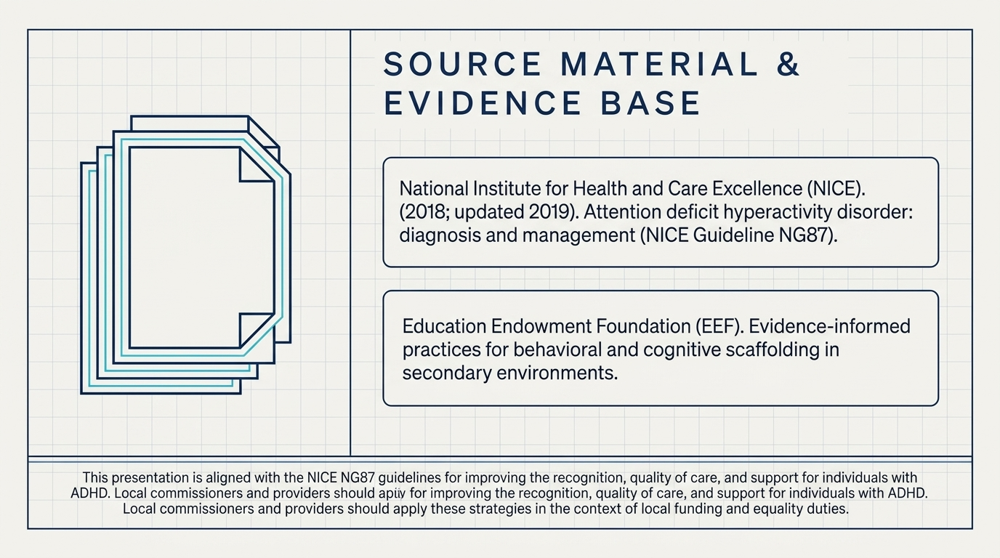 SOURCE MATERIAL &
EVIDENCE BASE
National Institute for Health and Care Excellence (NICE).
(2018; updated 2019). Attention deficit hyperactivity disorder:
diagnosis and management (NICE Guideline NG87).
Education Endowment Foundation (EEF). Evidence-informed
practices for behavioral and cognitive scaffolding in
secondary environments.
This presentation is aligned with the NICE NG87 guidelines for improving the recognition, quality of care, and support for individuals with
ADHD. Local commissioners and providers should for improving the recognition, quality of care, and support for individuals with ADHD.
Local commissioners and providers should apply these strategies in the context of local funding and equality duties.